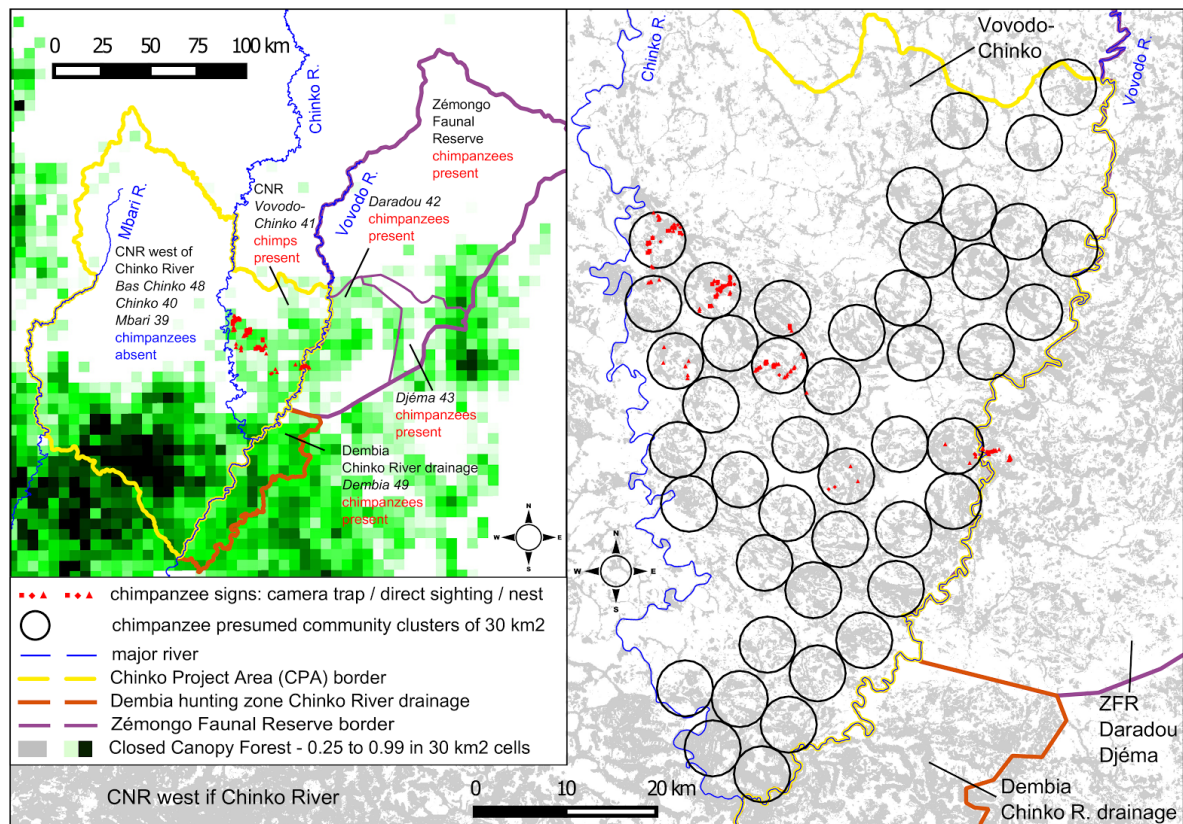 0 25 50 75 100 km
Chinko R.
Mbari R.
CNR west of
Chinko River
Bas Chinko 48
Chinko 40
Mbari 39
chimpanzees
absent
CNR
Vovodo-
Chinko 41
chimps
present
Vovodo R.
Zémongo
Faunal
Reserve
chimpanzees
present
Daradou 42
chimpanzees
present
Djéma 43
chimpanzees
present
Dembia
Chinko River drainage
Dembia 49
chimpanzees
present
N
W E
S
chimpanzee signs: camera trap / direct sighting / nest
chimpanzee presumed community clusters of 30 km2
major river
Chinko Project Area (CPA) border
Dembia hunting zone Chinko River drainage
Zémongo Faunal Reserve border
Closed Canopy Forest - 0.25 to 0.99 in 30 km2 cells
CNR west if Chinko River
0 10 20 km
Chinko R.
Vovodo-
Chinko
Vovodo R.
N
W E
S
ZFR
Daradou
Djéma
Dembia
Chinko R. drainage